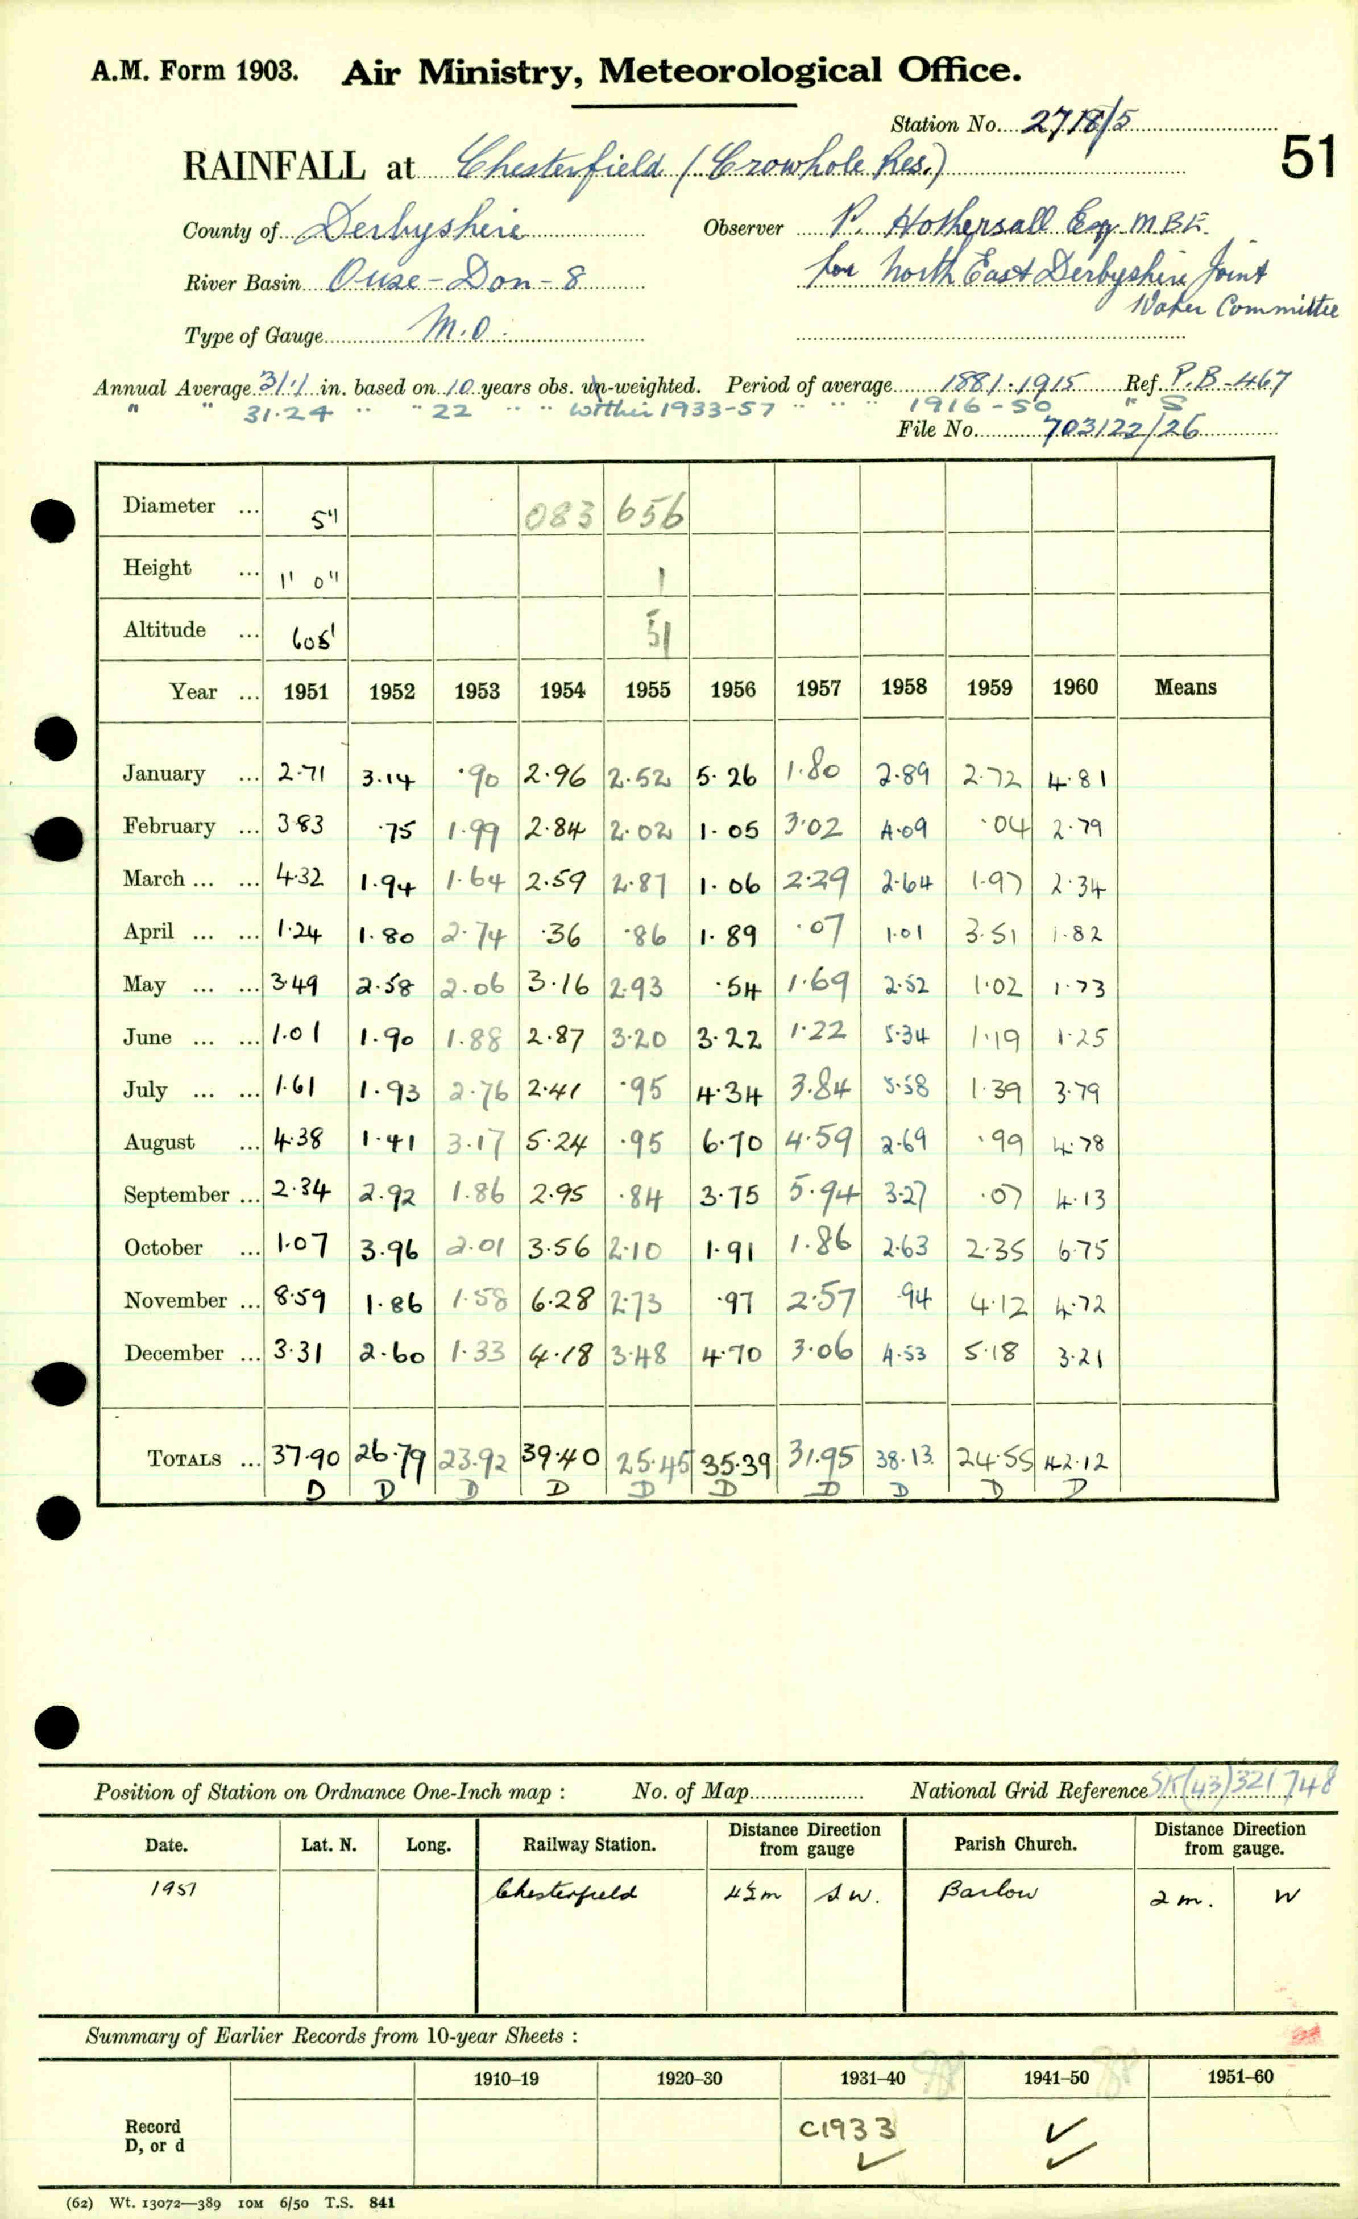 A.M. Form 1903. Air Ministry, Meteorological Office.
Station No. 2718/5
51
RAINFALL at Chesterfield (Crowhole Res.)
County of Derbyshire Observer P. Hothersall Esq. M.B.E.
River Basin Ouse - Don - 8 for North East Derbyshire Joint
Water Committee
Type of Gauge M.O.
Annual Average 31.1 in. based on 10 years obs. un-weighted. Period of average 1881-1915 Ref. P.B-467
" " 31.24 " " 22 " " within 1933-57 " " " 1916-50 " S
File No. 703122/26
Diameter ... 5" 083 656
Height ... 1' 0" 1
Altitude ... 605' 51
Year ... 1951 1952 1953 1954 1955 1956 1957 1958 1959 1960 Means
January ... 2.71 3.14 .90 2.96 2.52 5.26 1.80 2.89 2.72 4.81
February ... 3.83 .75 1.99 2.84 2.02 1.05 3.02 4.09 .04 2.79
March ... ... 4.32 1.94 1.64 2.59 2.87 1.06 2.29 2.64 1.97 2.34
April ... ... 1.24 1.80 2.74 .36 .86 1.89 .07 1.01 3.51 1.82
May ... ... 3.49 2.58 2.06 3.16 2.93 .54 1.69 2.52 1.02 1.73
June ... ... 1.01 1.90 1.88 2.87 3.20 3.22 1.22 5.34 1.19 1.25
July ... ... 1.61 1.93 2.76 2.41 .95 4.34 3.84 5.58 1.39 3.79
August ... 4.38 1.41 3.17 5.24 .95 6.70 4.59 2.69 .99 4.78
September ... 2.34 2.92 1.86 2.95 .84 3.75 5.94 3.27 .07 4.13
October ... 1.07 3.96 2.01 3.56 2.10 1.91 1.86 2.63 2.35 6.75
November ... 8.59 1.86 1.58 6.28 2.73 .97 2.57 .94 4.12 4.72
December ... 3.31 2.60 1.33 4.18 3.48 4.70 3.06 4.53 5.18 3.21
TOTALS ... 37.90 26.79 23.92 39.40 25.45 35.39 31.95 38.13 24.55 42.12
D D D D D D D D D D
Position of Station on Ordnance One-Inch map : No. of Map National Grid Reference SK(43)321748
Date. Lat. N. Long. Railway Station. Distance from Direction gauge Parish Church. Distance from Direction gauge.
1951 Chesterfield 4½m S W. Barlow 2 m. W
Summary of Earlier Records from 10-year Sheets :
1910–19 1920–30 1931–40 1941–50 1951–60
Record D, or d C1933 ✓ ✓ ✓
(62) Wt. 13072—389 10M 6/50 T.S. 841